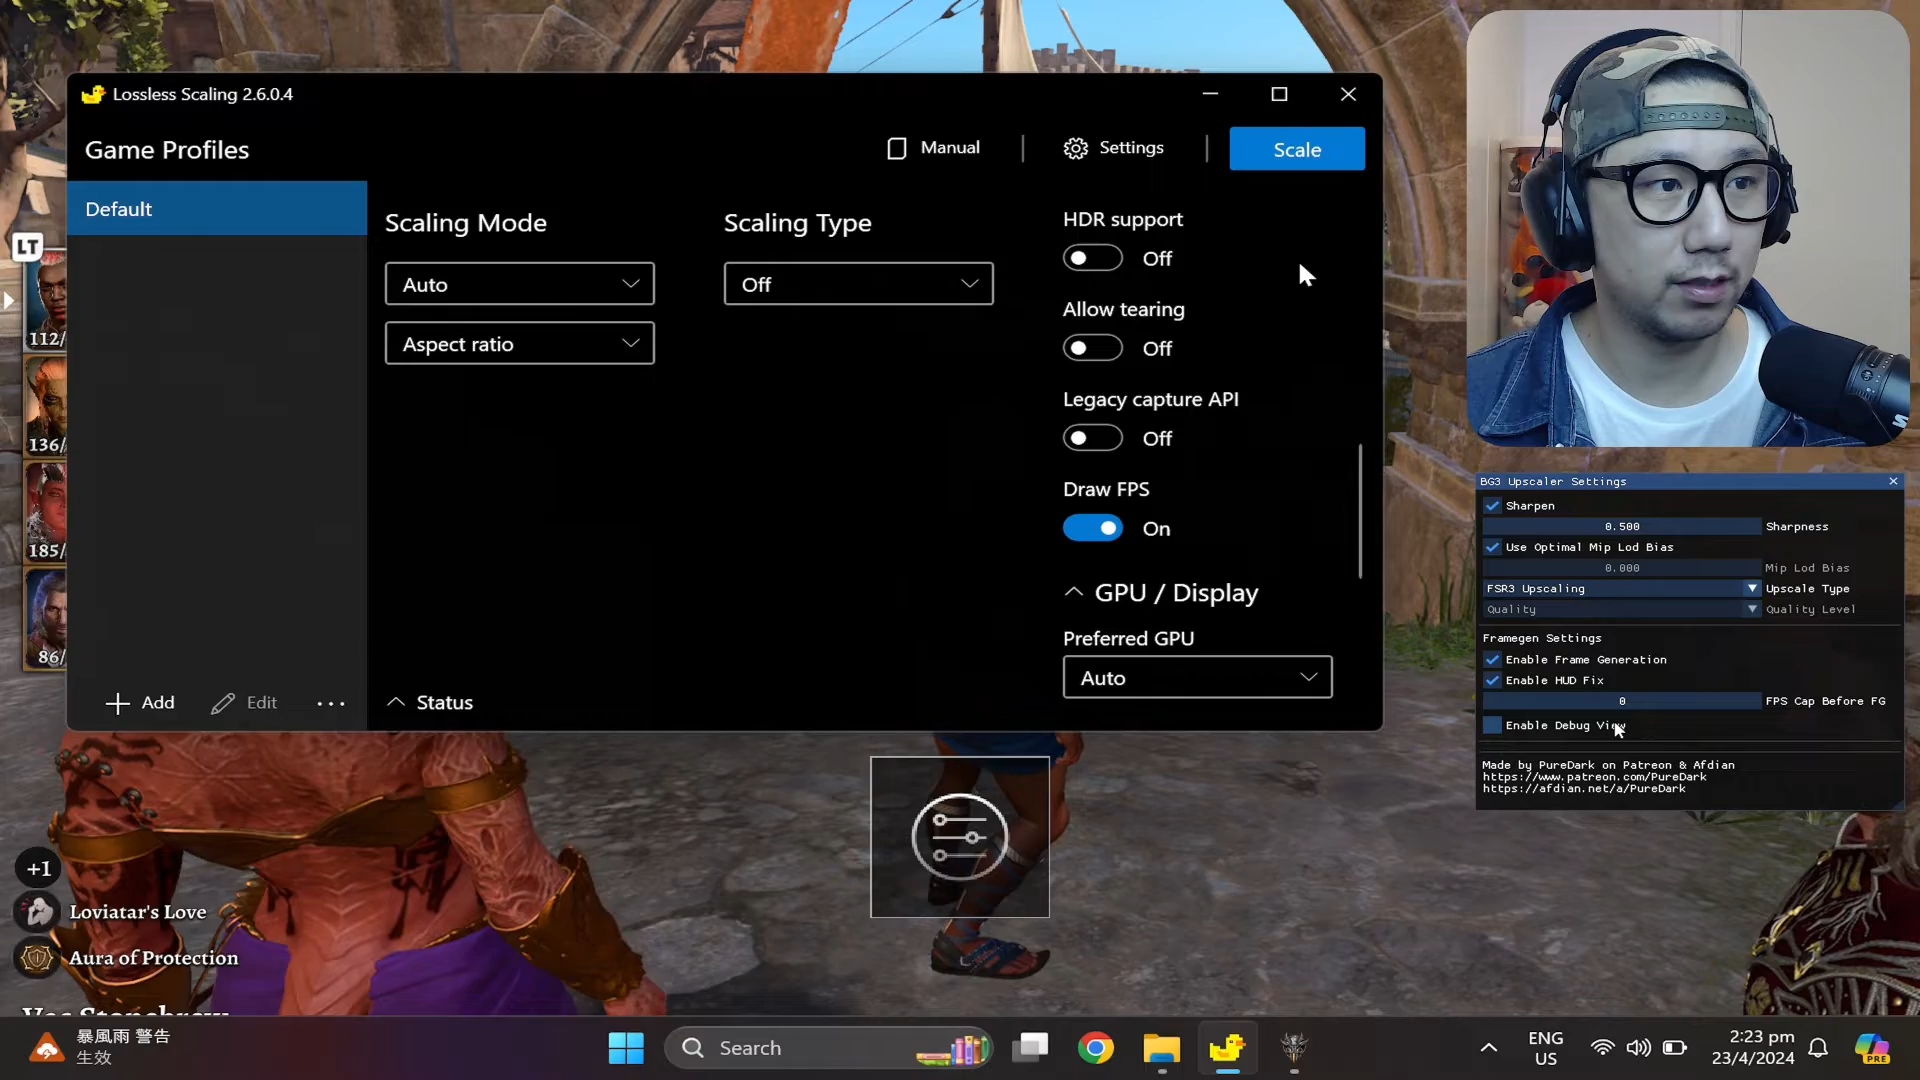 Lossless Scaling 2.6.0.4
Game Profiles
Manual
Settings
Scale
Default
Scaling Mode
Auto
Aspect ratio
Scaling Type
Off
HDR support
Off
Allow tearing
Off
Legacy capture API
Off
Draw FPS
On
GPU / Display
Preferred GPU
Auto
Add
Edit
Status
LT
112/
136/
185/
86/
+1
Loviatar's Love
Aura of Protection
BG3 Upscaler Settings
Sharpen
0.500 Sharpness
Use Optimal Mip Lod Bias
0.000 Mip Lod Bias
FSR3 Upscaling Upscale Type
Quality Quality Level
Framegen Settings
Enable Frame Generation
Enable HUD Fix
0 FPS Cap Before FG
Enable Debug View
Made by PureDark on Patreon & Afdian
https://www.patreon.com/PureDark
https://afdian.net/a/PureDark
暴風雨 警告
生效
Search
ENG
US
2:23 pm
23/4/2024
PRE